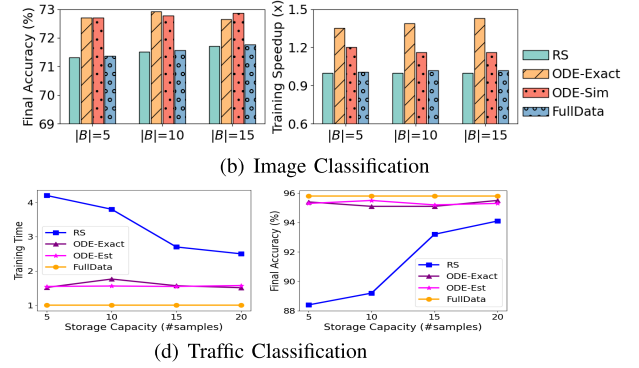 Final Accuracy (%)
73
72
71
70
69
|B|=5 |B|=10 |B|=15
Training Speedup (x)
1.5
1.2
0.9
0.6
|B|=5 |B|=10 |B|=15
RS
ODE-Exact
ODE-Sim
FullData
(b) Image Classification
Training Time
4
3
2
1
RS
ODE-Exact
ODE-Est
FullData
5 10 15 20
Storage Capacity (#samples)
Final Accuracy (%)
96
94
92
90
88
RS
ODE-Exact
ODE-Est
FullData
5 10 15 20
Storage Capacity (#samples)
(d) Traffic Classification